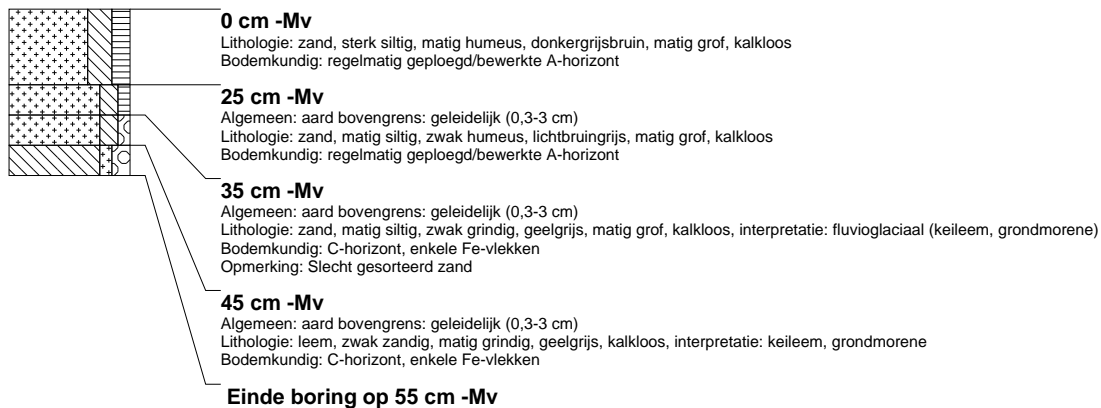 0 cm -Mv
Lithologie: zand, sterk siltig, matig humeus, donkergrijsbruin, matig grof, kalkloos
Bodemkundig: regelmatig geploegd/bewerkte A-horizont
25 cm -Mv
Algemeen: aard bovengrens: geleidelijk (0,3-3 cm)
Lithologie: zand, matig siltig, zwak humeus, lichtbruingrijs, matig grof, kalkloos
Bodemkundig: regelmatig geploegd/bewerkte A-horizont
35 cm -Mv
Algemeen: aard bovengrens: geleidelijk (0,3-3 cm)
Lithologie: zand, matig siltig, zwak grindig, geelgrijs, matig grof, kalkloos, interpretatie: fluvioglaciaal (keileem, grondmorene)
Bodemkundig: C-horizont, enkele Fe-vlekken
Opmerking: Slecht gesorteerd zand
45 cm -Mv
Algemeen: aard bovengrens: geleidelijk (0,3-3 cm)
Lithologie: leem, zwak zandig, matig grindig, geelgrijs, kalkloos, interpretatie: keileem, grondmorene
Bodemkundig: C-horizont, enkele Fe-vlekken
Einde boring op 55 cm -Mv